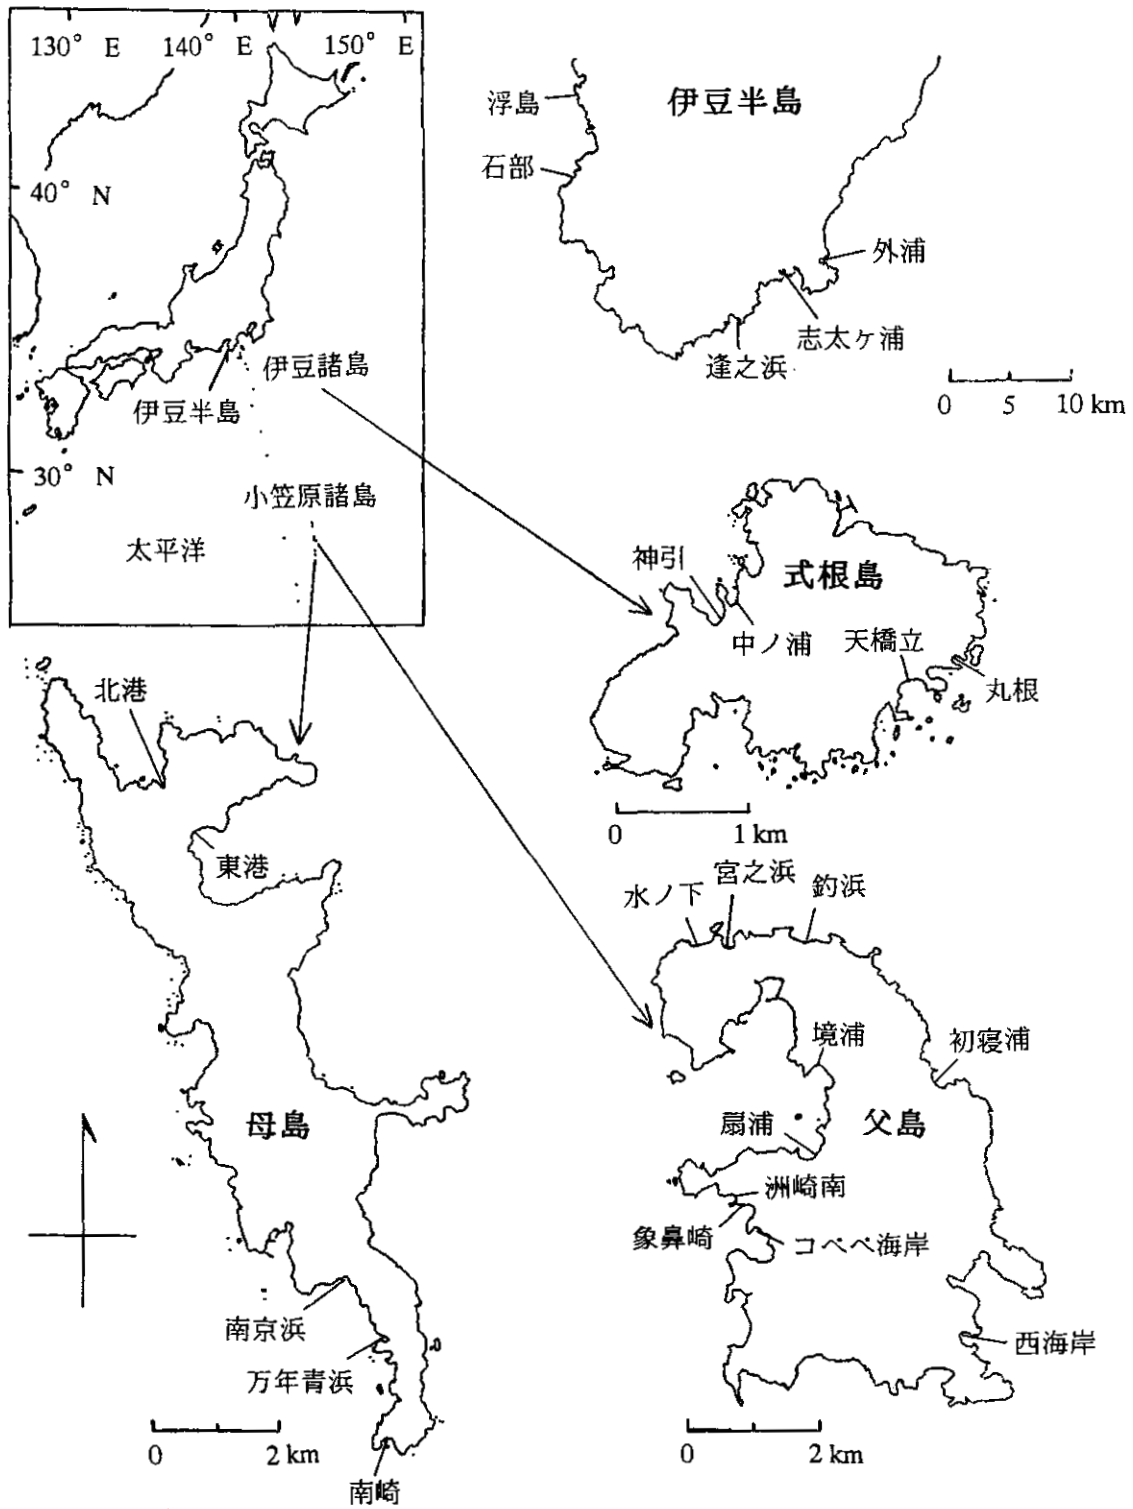 130° E
140° E
150° E
40° N
30° N
伊豆諸島
伊豆半島
小笠原諸島
太平洋
伊豆半島
浮島
石部
外浦
志太ヶ浦
逢之浜
0 5 10 km
式根島
神引
中ノ浦
天橋立
丸根
0 1 km
北港
東港
母島
南京浜
万年青浜
南崎
0 2 km
水ノ下
宮之浜
釣浜
境浦
初寝浦
扇浦
父島
洲崎南
象鼻崎
コペペ海岸
西海岸
0 2 km